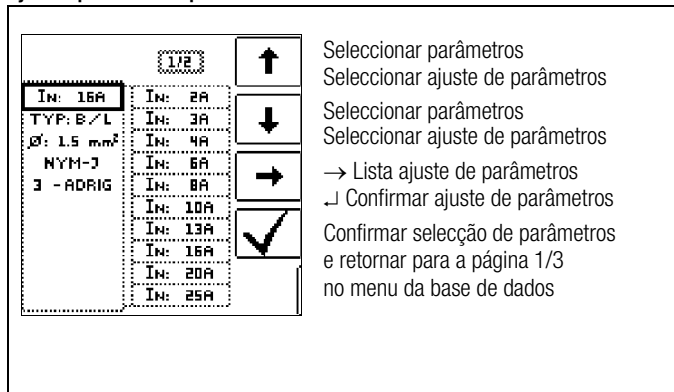 1/2
IN: 16A
TYP: B/L
Ø: 1.5 mm²
NYM-J
3 - ADRIG
IN: 2A
IN: 3A
IN: 4A
IN: 6A
IN: 8A
IN: 10A
IN: 13A
IN: 16A
IN: 20A
IN: 25A
Seleccionar parâmetros
Seleccionar ajuste de parâmetros
Seleccionar parâmetros
Seleccionar ajuste de parâmetros
→ Lista ajuste de parâmetros
↵ Confirmar ajuste de parâmetros
Confirmar selecção de parâmetros
e retornar para a página 1/3
no menu da base de dados